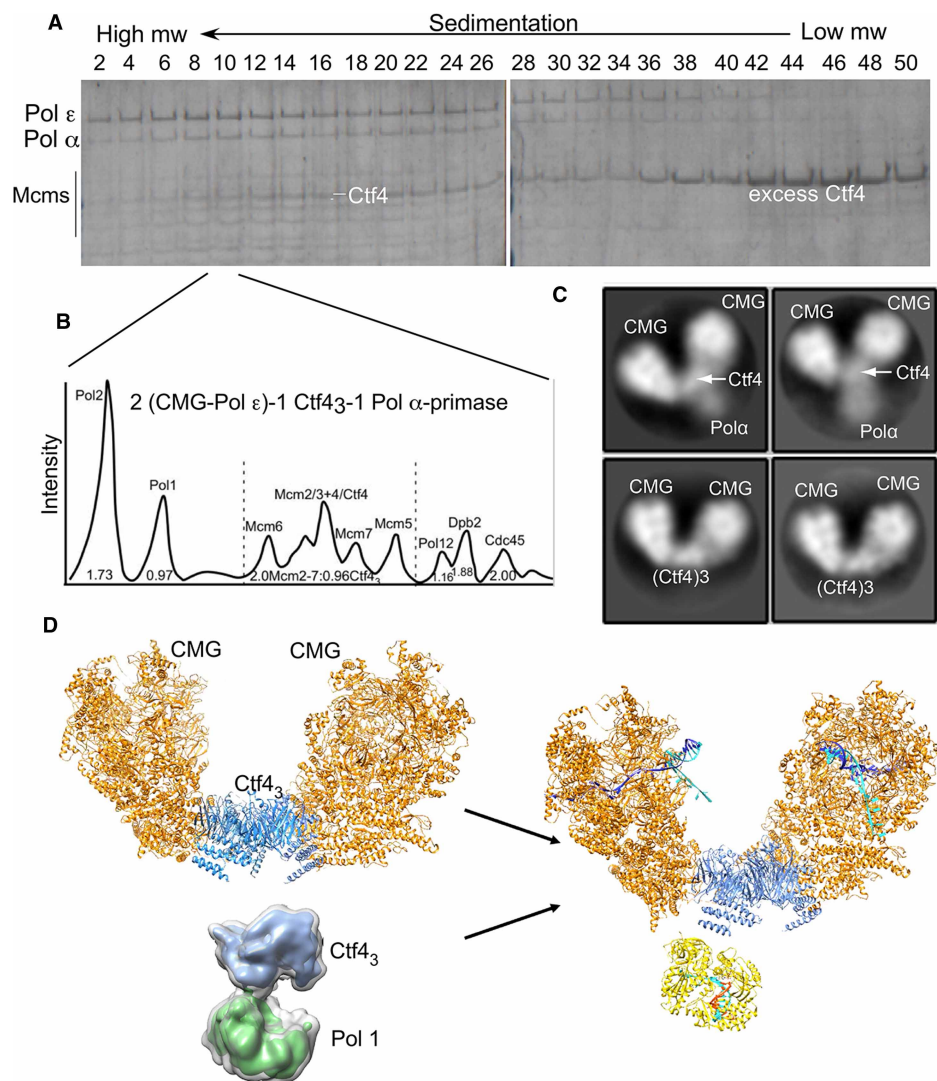 A
Sedimentation
High mw
Low mw
2 4 6 8 10 12 14 16 18 20 22 24 26 28 30 32 34 36 38 40 42 44 46 48 50
Pol ε
Pol α
Mcms
Ctf4
excess Ctf4
B
2 (CMG-Pol ε)-1 Ctf4₃-1 Pol α-primase
Intensity
Pol2
Pol1
Mcm6
Mcm2/3+4/Ctf4
Mcm7
Mcm5
Pol12
Dpb2
Cdc45
1.73
0.97
2.0Mcm2-7:0.96Ctf4₃
1.16
1.88
2.00
C
CMG
CMG
Ctf4
Polα
CMG
CMG
Ctf4
Polα
CMG
CMG
(Ctf4)3
CMG
CMG
(Ctf4)3
D
CMG
CMG
Ctf4₃
Ctf4₃
Pol 1